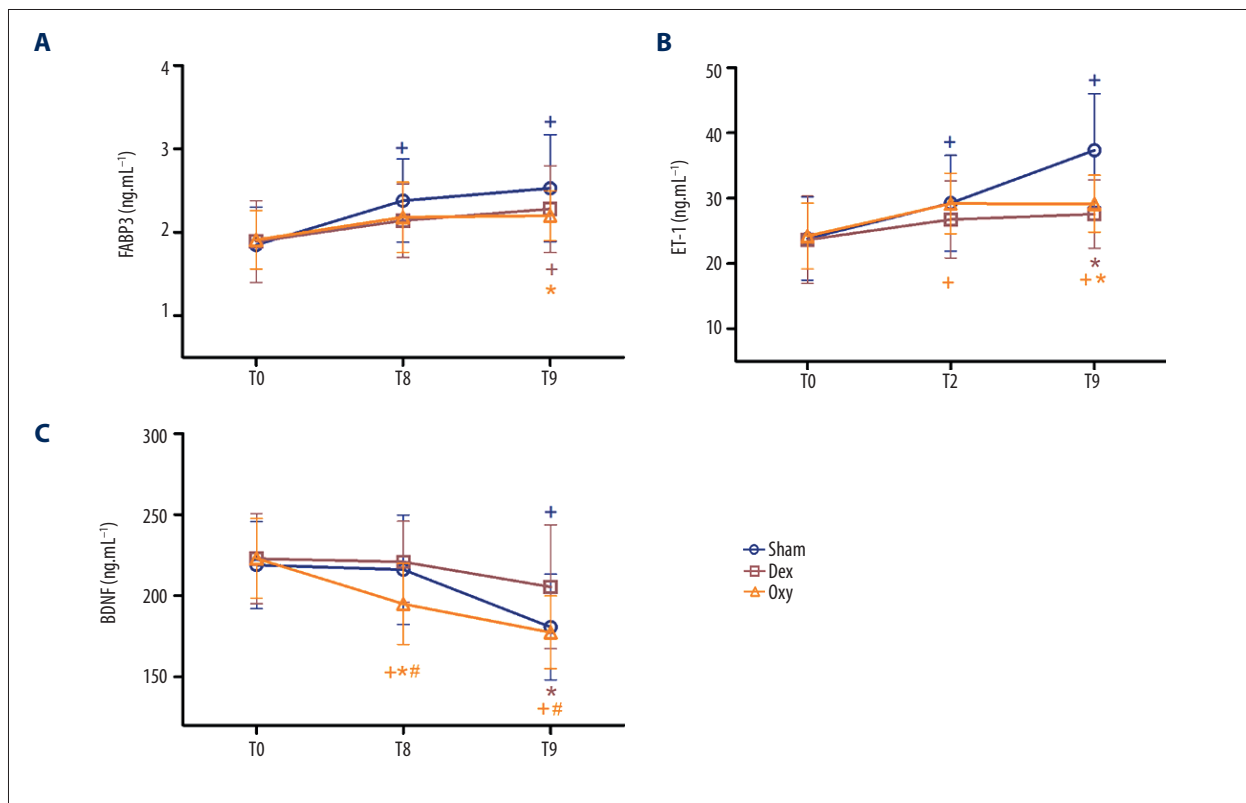 A
FABP3 (ng.mL⁻¹)
4
3
2
1
+
+
+
*
T0 T8 T9
B
ET-1 (ng.mL⁻¹)
50
40
30
20
10
+
+
+
*
+*
T0 T2 T9
C
BDNF (ng.mL⁻¹)
300
250
200
150
+
+*#
*
+#
T0 T8 T9
Sham
Dex
Oxy